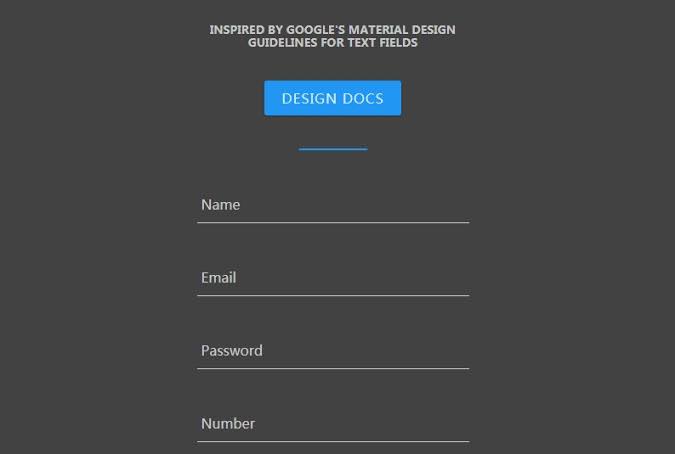 INSPIRED BY GOOGLE'S MATERIAL DESIGN
GUIDELINES FOR TEXT FIELDS
DESIGN DOCS
Name
Email
Password
Number